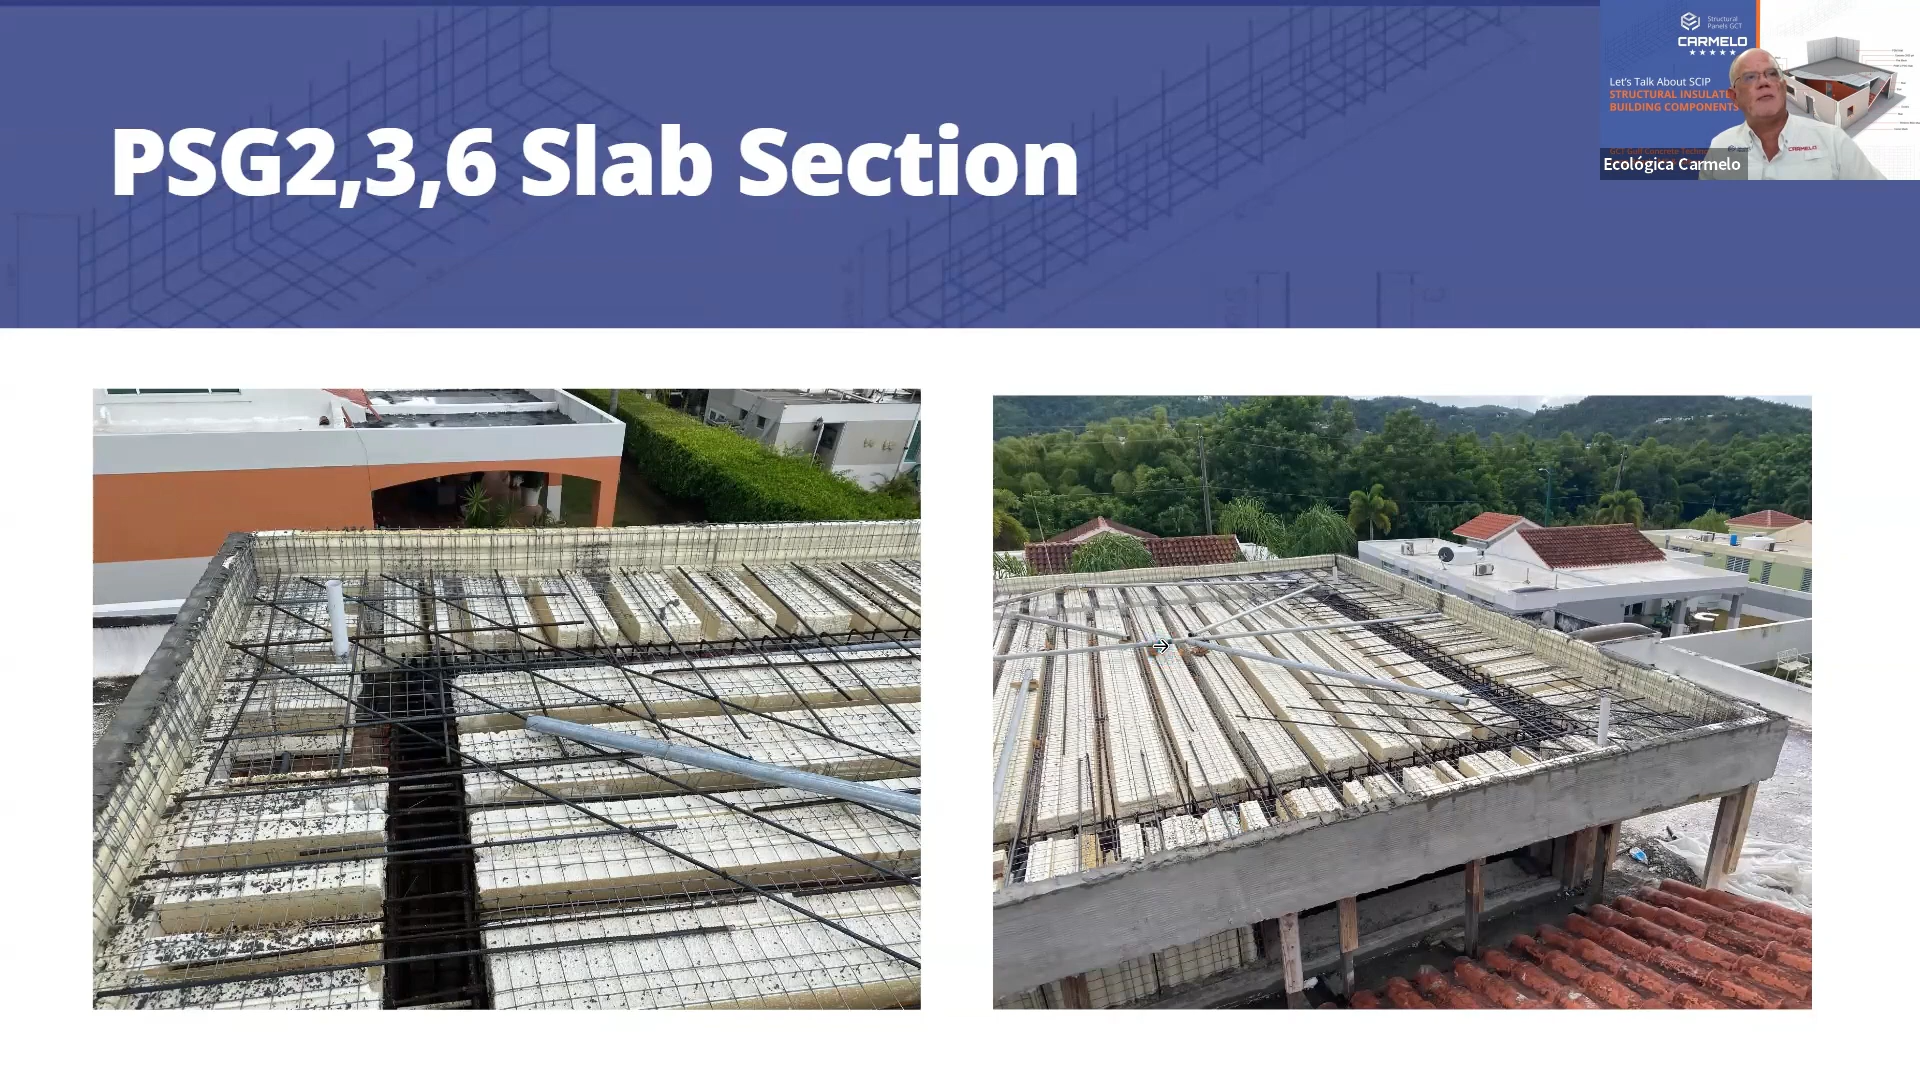 PSG2,3,6 Slab Section
Structural
Panels GCT
CARMELO
Let's Talk About SCIP
STRUCTURAL INSULATE
BUILDING COMPONENTS
Ecológica Carmelo
CARMELO